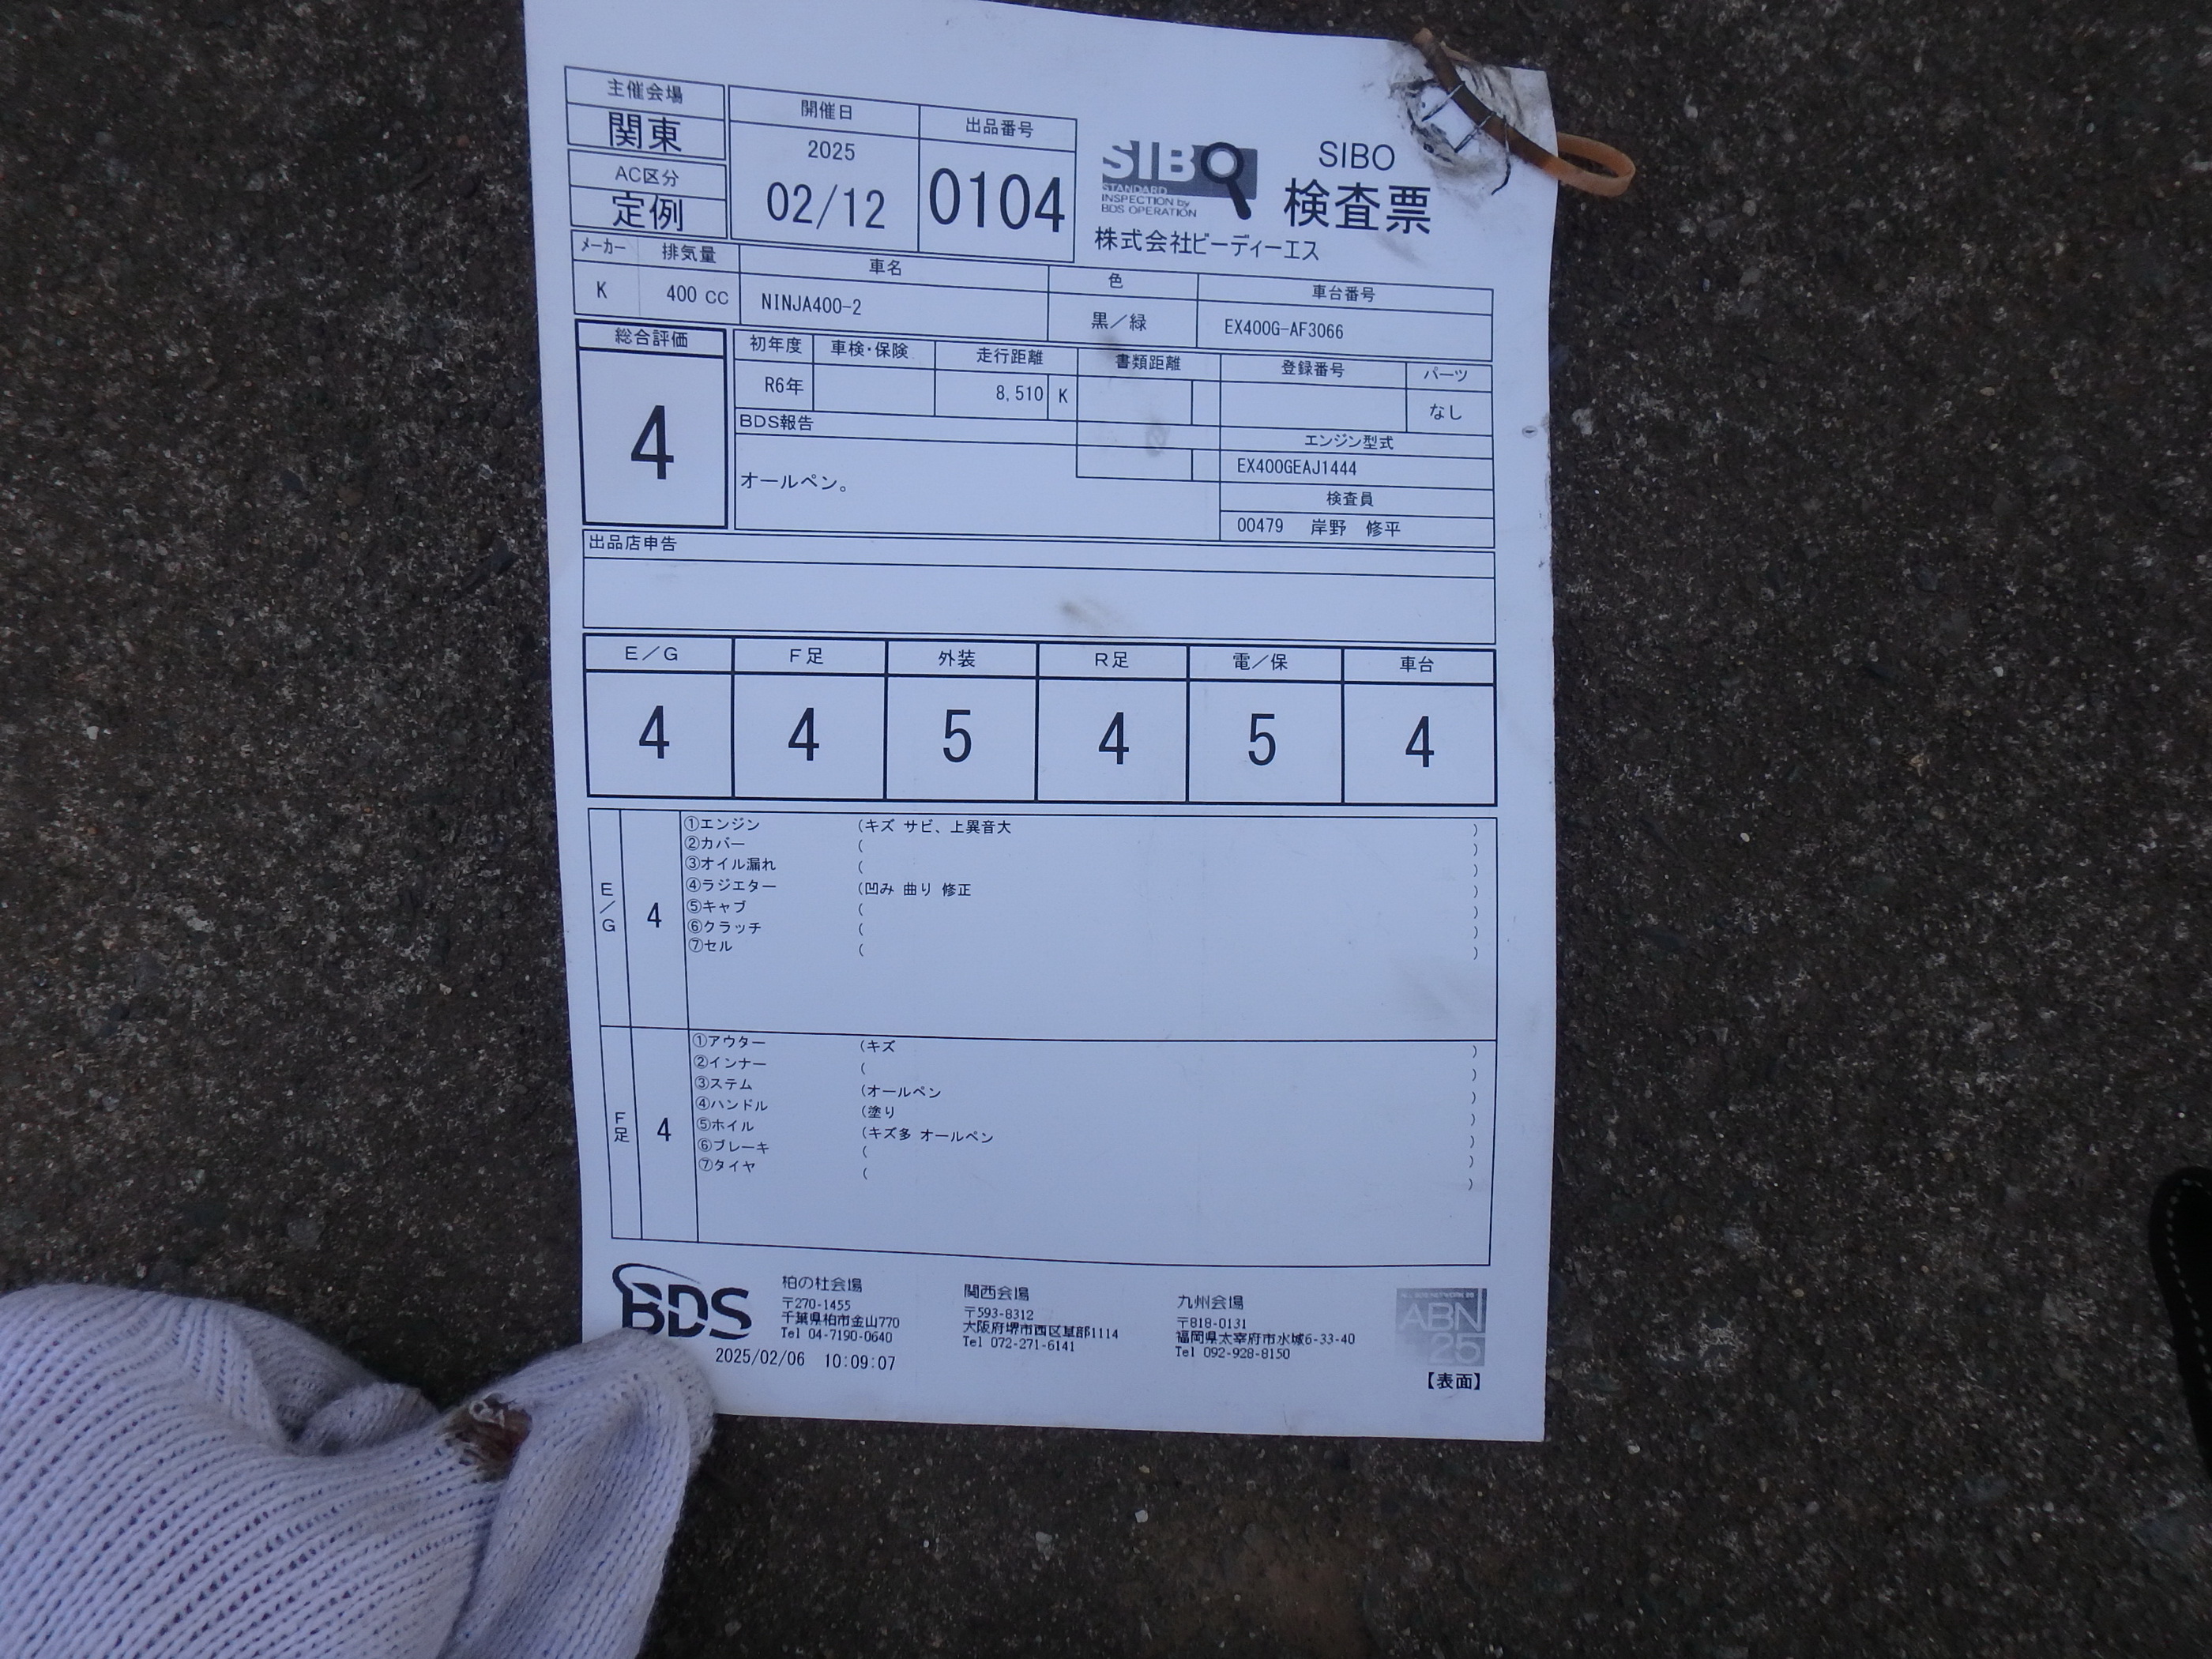 主催会場
関東
AC区分
定例
開催日
2025
02/12
出品番号
0104
SIBO
STANDARD
INSPECTION by
BDS OPERATION
SIBO
検査票
株式会社ビーディーエス
メーカー 排気量 車名 色 車台番号
K 400 CC NINJA400-2 黒／緑 EX400G-AF3066
総合評価
4
初年度 車検・保険 走行距離 書類距離 登録番号 パーツ
R6年 8,510 K なし
BDS報告
オールペン。
エンジン型式
EX400GEAJ1444
検査員
00479 岸野 修平
出品店申告
E／G F足 外装 R足 電／保 車台
4 4 5 4 5 4
E／G
4
①エンジン (キズ サビ、上異音大 )
②カバー ( )
③オイル漏れ ( )
④ラジエター (凹み 曲り 修正 )
⑤キャブ ( )
⑥クラッチ ( )
⑦セル ( )
F足
4
①アウター (キズ )
②インナー ( )
③ステム (オールペン )
④ハンドル (塗り )
⑤ホイル (キズ多 オールペン )
⑥ブレーキ ( )
⑦タイヤ ( )
BDS
2025/02/06 10:09:07
柏の杜会場
〒270-1455
千葉県柏市金山770
Tel 04-7190-0640
関西会場
〒593-8312
大阪府堺市西区草部1114
Tel 072-271-6141
九州会場
〒818-0131
福岡県太宰府市水城6-33-40
Tel 092-928-8150
ABN
25
【表面】